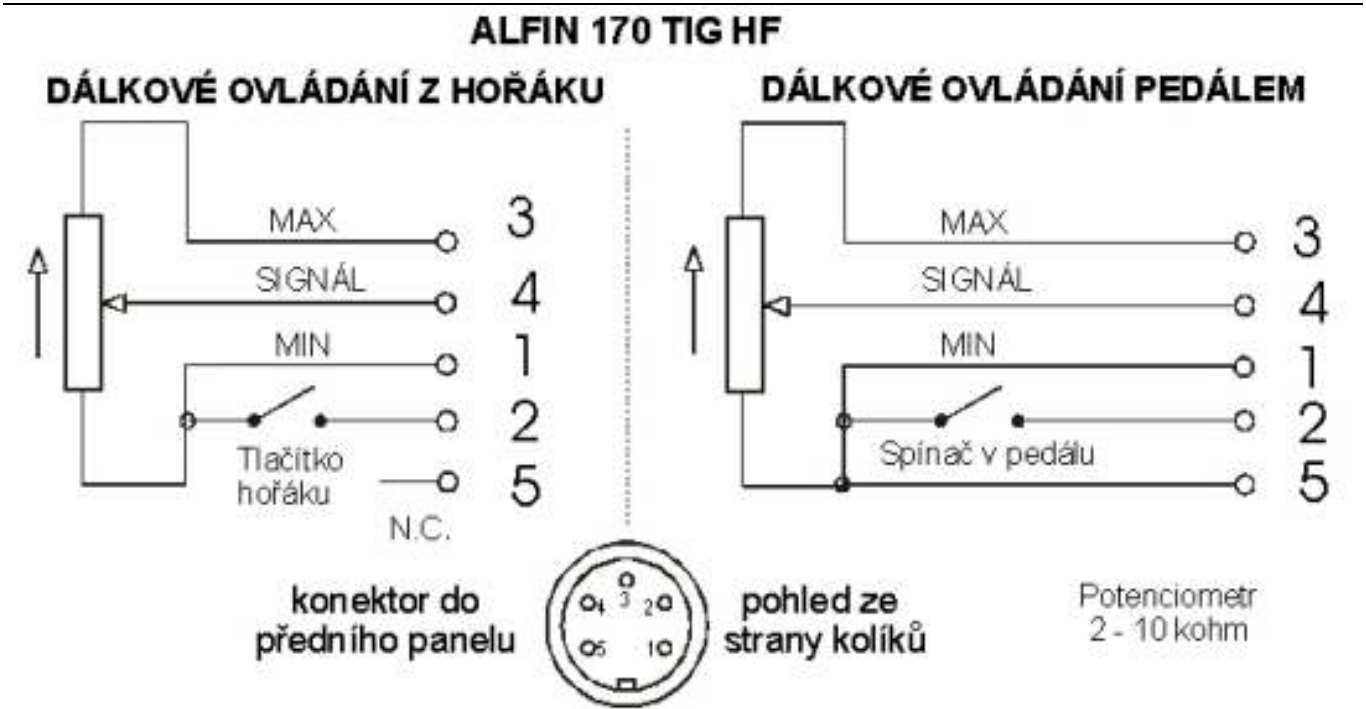 ALFIN 170 TIG HF
DÁLKOVÉ OVLÁDÁNÍ Z HOŘÁKU
MAX
3
SIGNÁL
4
MIN
1
2
Tlačítko
hořáku
5
N.C.
DÁLKOVÉ OVLÁDÁNÍ PEDÁLEM
MAX
3
SIGNÁL
4
MIN
1
2
Spínač v pedálu
5
konektor do
předního panelu
4 3 2
5 1
pohled ze
strany kolíků
Potenciometr
2 - 10 kohm